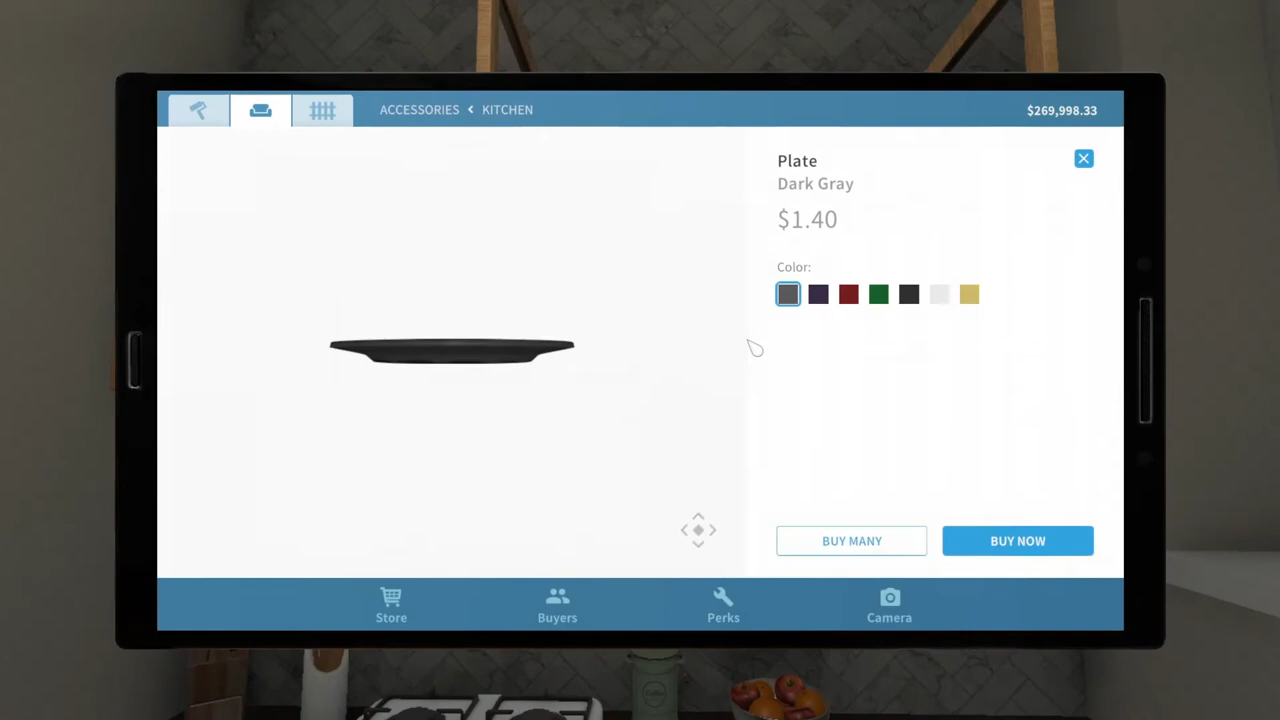 ACCESSORIES < KITCHEN
$269,998.33
Plate
Dark Gray
$1.40
Color:
BUY MANY
BUY NOW
Store
Buyers
Perks
Camera